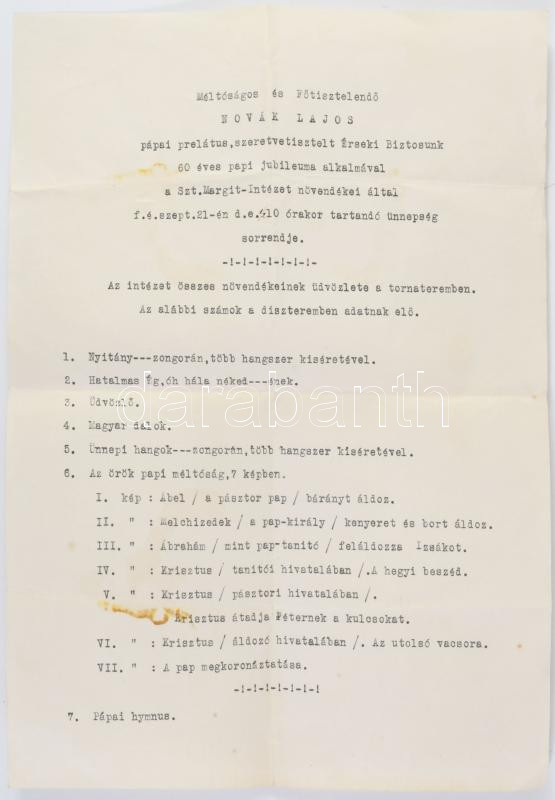 Méltóságos és Főtisztelendő
NOVÁK LAJOS
pápai prelátus,szeretvetisztelt Érseki Biztosunk
60 éves papi jubileuma alkalmával
a Szt.Margit-Intézet növendékei által
f.é.szept.21-én d.e. órakor tartandó ünnepség
sorrendje.
-!-!-!-!-!-!-!-
Az intézet összes növendékeinek üdvözlete a tornateremben.
Az alábbi számok a diszteremben adatnak elő.
1. Nyitány---zongorán,több hangszer kiséretével.
2. Hatalmas Ég,óh hála néked---ének.
3. Üdvözlő.
4. Magyar dalok.
5. Ünnepi hangok---zongorán,több hangszer kiséretével.
6. Az örök papi méltóság,7 képben.
I. kép : Ábel / a pásztor pap / bárányt áldoz.
II. " : Melchizedek / a pap-király / kenyeret és bort áldoz.
III. " : Ábrahám / mint pap-tanitó / feláldozza Izsákot.
IV. " : Krisztus / tanitói hivatalában /.A hegyi beszéd.
V. " : Krisztus / pásztori hivatalában /.
Krisztus átadja Péternek a kulcsokat.
VI. " : Krisztus / áldozó hivatalában /. Az utolsó vacsora.
VII. " : A pap megkoronáztatása.
-!-!-!-!-!-!-!
7. Pápai hymnus.
darabanth